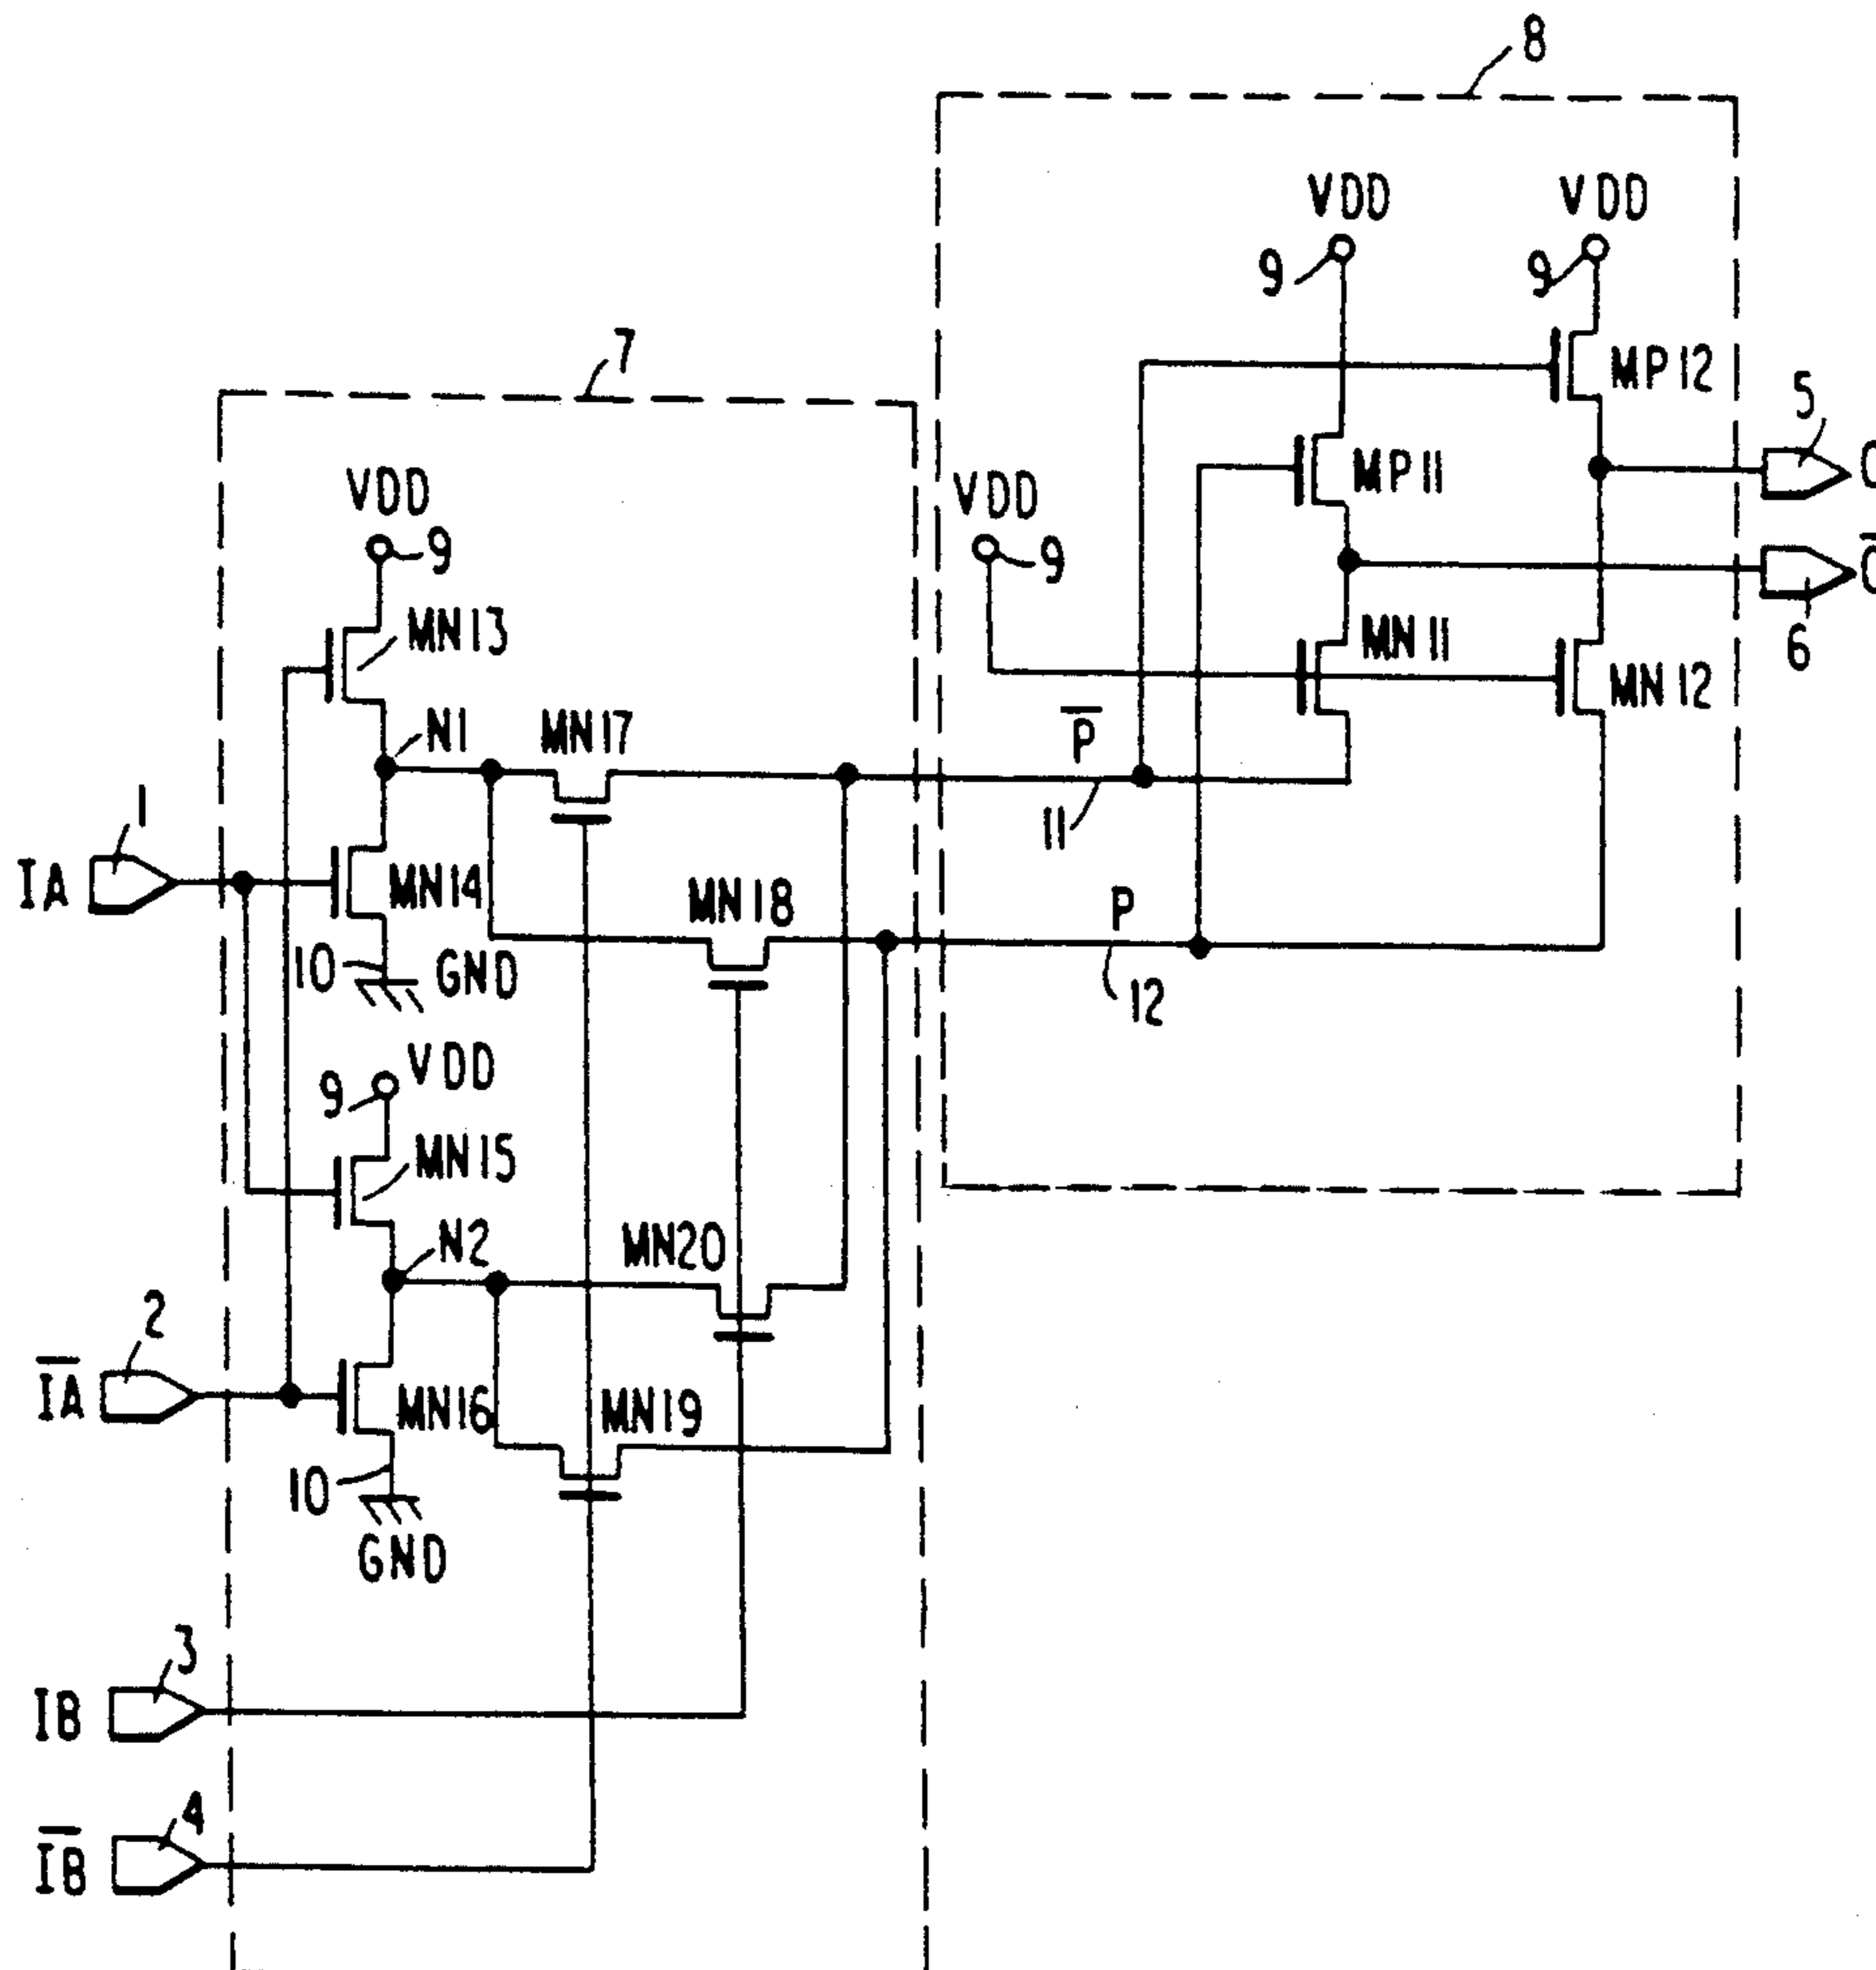 8
VDD VDD
9 9
7
MP12
5
VDD
MP11
VDD
9
9
MN13
MN11
6
MN12
N1
MN17
P̅
1
11
IA
MN14
MN18
P
10
GND
12
VDD
9
MN15
N2
MN20
2
I̅A̅
MN16
MN19
10
GND
3
IB
4
I̅B̅